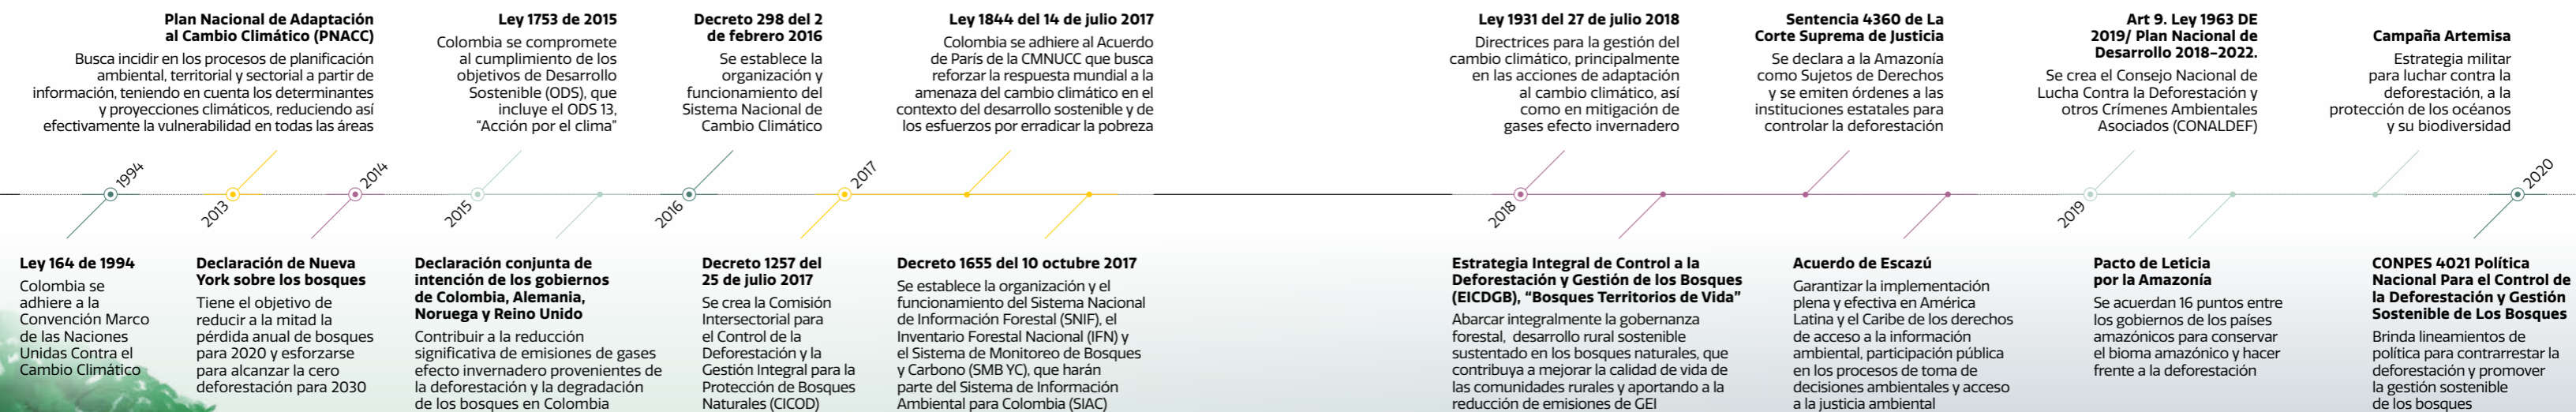 Plan Nacional de Adaptación
al Cambio Climático (PNACC)
Busca incidir en los procesos de planificación
ambiental, territorial y sectorial a partir de
información, teniendo en cuenta los determinantes
y proyecciones climáticos, reduciendo así
efectivamente la vulnerabilidad en todas las áreas
Ley 1753 de 2015
Colombia se compromete
al cumplimiento de los
objetivos de Desarrollo
Sostenible (ODS), que
incluye el ODS 13,
“Acción por el clima”
Decreto 298 del 2
de febrero 2016
Se establece la
organización y
funcionamiento del
Sistema Nacional de
Cambio Climático
Ley 1844 del 14 de julio 2017
Colombia se adhiere al Acuerdo
de París de la CMNUCC que busca
reforzar la respuesta mundial a la
amenaza del cambio climático en el
contexto del desarrollo sostenible y de
los esfuerzos por erradicar la pobreza
Ley 1931 del 27 de julio 2018
Directrices para la gestión del
cambio climático, principalmente
en las acciones de adaptación
al cambio climático, así
como en mitigación de
gases efecto invernadero
Sentencia 4360 de La
Corte Suprema de Justicia
Se declara a la Amazonía
como Sujetos de Derechos
y se emiten órdenes a las
instituciones estatales para
controlar la deforestación
Art 9. Ley 1963 DE
2019/ Plan Nacional de
Desarrollo 2018-2022.
Se crea el Consejo Nacional de
Lucha Contra la Deforestación y
otros Crímenes Ambientales
Asociados (CONALDEF)
Campaña Artemisa
Estrategia militar
para luchar contra la
deforestación, a la
protección de los océanos
y su biodiversidad
1994
2013
2014
2015
2016
2017
2018
2019
2020
Ley 164 de 1994
Colombia se
adhiere a la
Convención Marco
de las Naciones
Unidas Contra el
Cambio Climático
Declaración de Nueva
York sobre los bosques
Tiene el objetivo de
reducir a la mitad la
pérdida anual de bosques
para 2020 y esforzarse
para alcanzar la cero
deforestación para 2030
Declaración conjunta de
intención de los gobiernos
de Colombia, Alemania,
Noruega y Reino Unido
Contribuir a la reducción
significativa de emisiones de gases
efecto invernadero provenientes de
la deforestación y la degradación
de los bosques en Colombia
Decreto 1257 del
25 de julio 2017
Se crea la Comisión
Intersectorial para
el Control de la
Deforestación y la
Gestión Integral para la
Protección de Bosques
Naturales (CICOD)
Decreto 1655 del 10 octubre 2017
Se establece la organización y el
funcionamiento del Sistema Nacional
de Información Forestal (SNIF), el
Inventario Forestal Nacional (IFN) y
el Sistema de Monitoreo de Bosques
y Carbono (SMB YC), que harán
parte del Sistema de Información
Ambiental para Colombia (SIAC)
Estrategia Integral de Control a la
Deforestación y Gestión de los Bosques
(EICDGB), “Bosques Territorios de Vida”
Abarcar integralmente la gobernanza
forestal, desarrollo rural sostenible
sustentado en los bosques naturales, que
contribuya a mejorar la calidad de vida de
las comunidades rurales y aportando a la
reducción de emisiones de GEI
Acuerdo de Escazú
Garantizar la implementación
plena y efectiva en América
Latina y el Caribe de los derechos
de acceso a la información
ambiental, participación pública
en los procesos de toma de
decisiones ambientales y acceso
a la justicia ambiental
Pacto de Leticia
por la Amazonía
Se acuerdan 16 puntos entre
los gobiernos de los países
amazónicos para conservar
el bioma amazónico y hacer
frente a la deforestación
CONPES 4021 Política
Nacional Para el Control de
la Deforestación y Gestión
Sostenible de Los Bosques
Brinda lineamientos de
política para contrarrestar la
deforestación y promover
la gestión sostenible
de los bosques